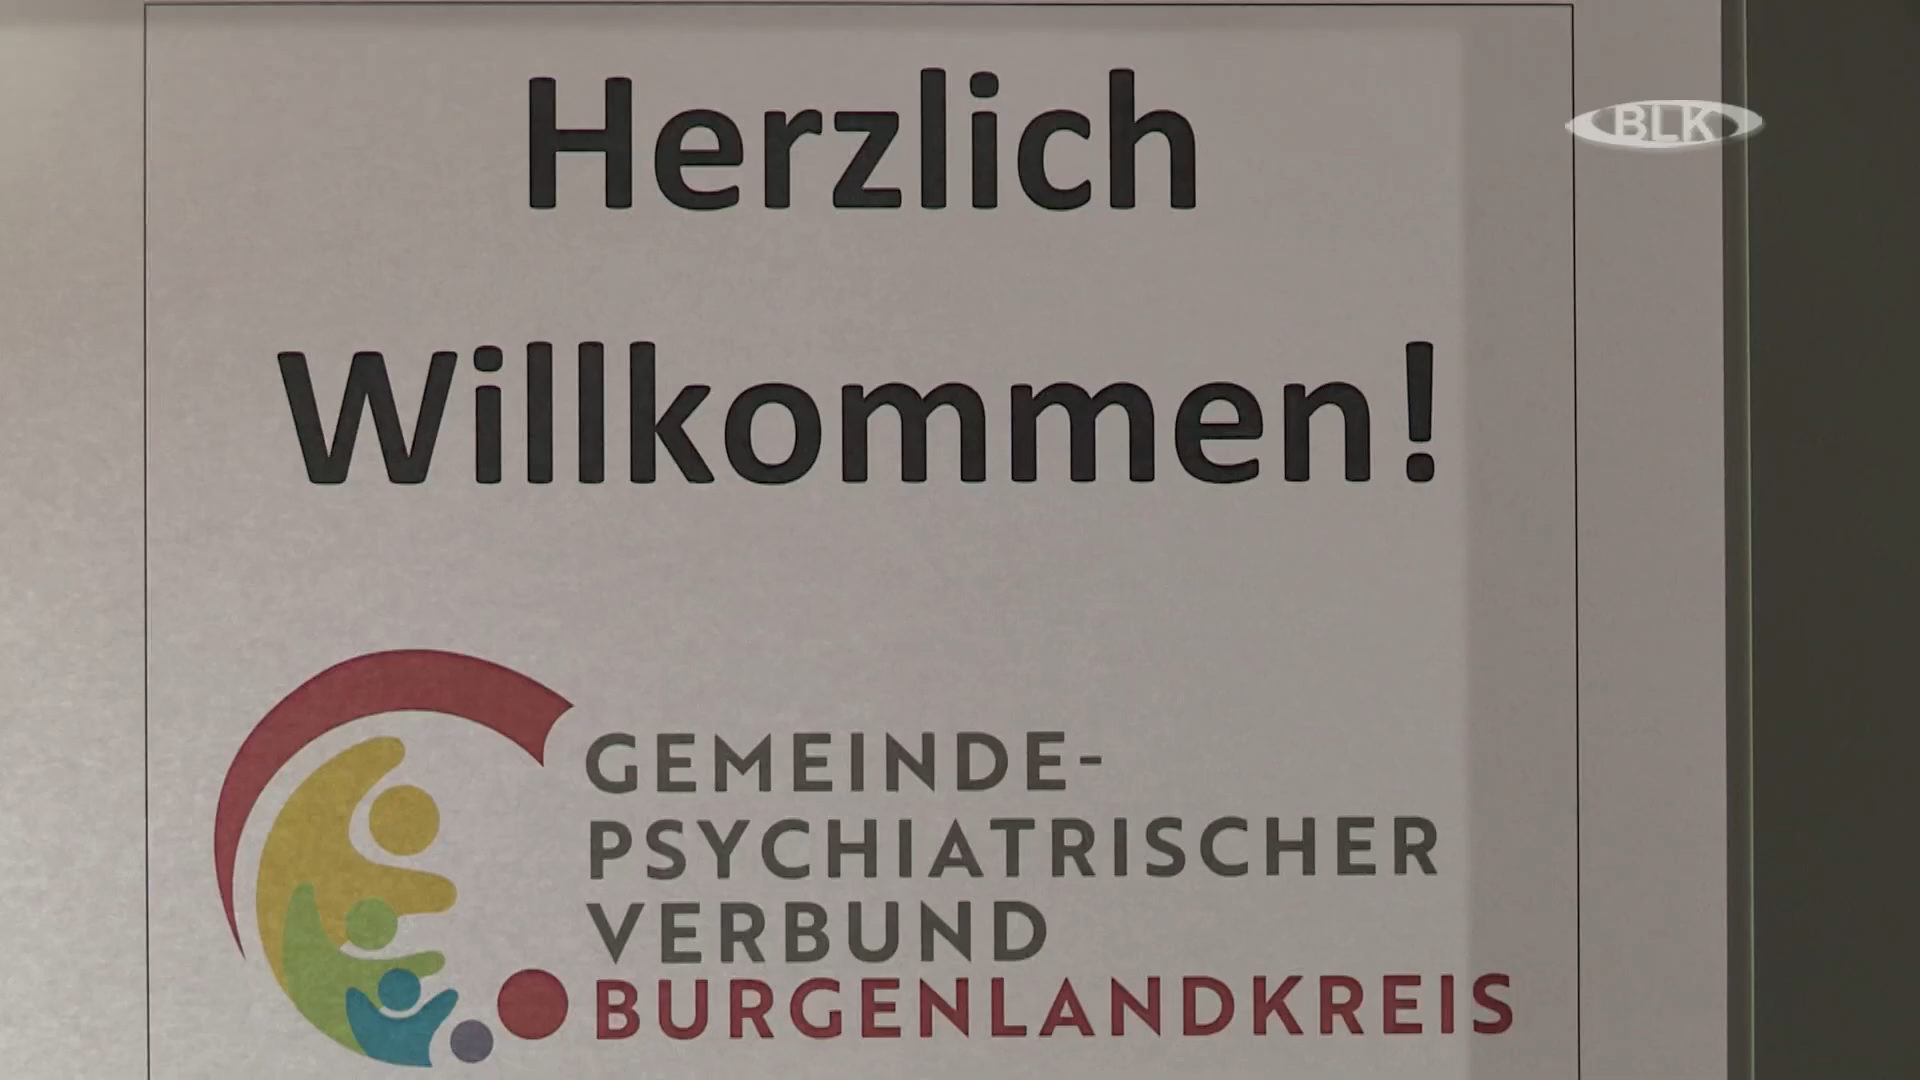 Herzlich
BLK
Willkommen!
GEMEINDE-
PSYCHIATRISCHER
VERBUND
BURGENLANDKREIS